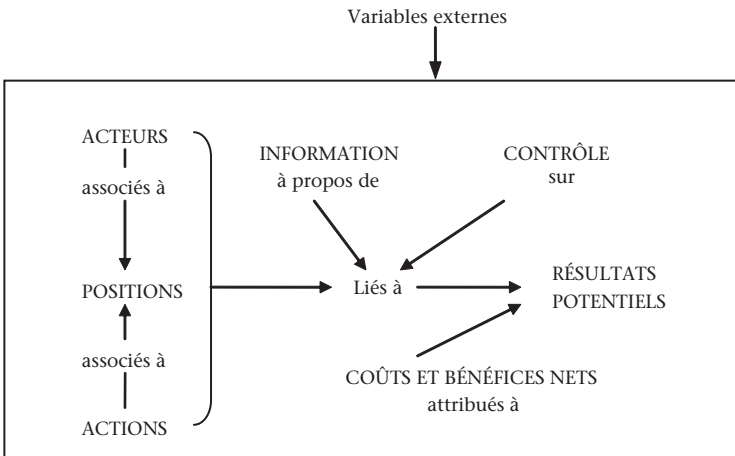 Variables externes
ACTEURS
associés à
POSITIONS
associés à
ACTIONS
INFORMATION
à propos de
CONTRÔLE
sur
Liés à
RÉSULTATS
POTENTIELS
COÛTS ET BÉNÉFICES NETS
attribués à